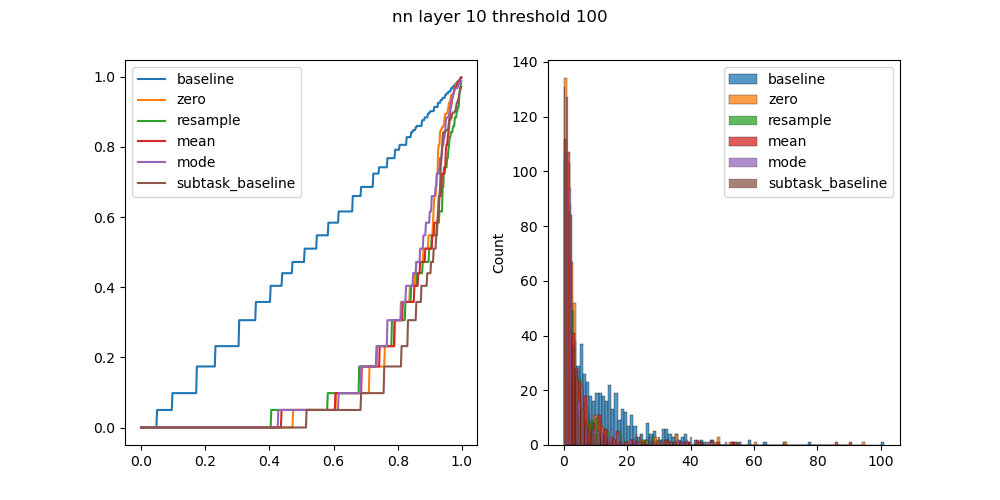 nn layer 10 threshold 100
baseline
zero
resample
mean
mode
subtask_baseline
1.0
0.8
0.6
0.4
0.2
0.0
0.0 0.2 0.4 0.6 0.8 1.0
baseline
zero
resample
mean
mode
subtask_baseline
Count
140
120
100
80
60
40
20
0
0 20 40 60 80 100